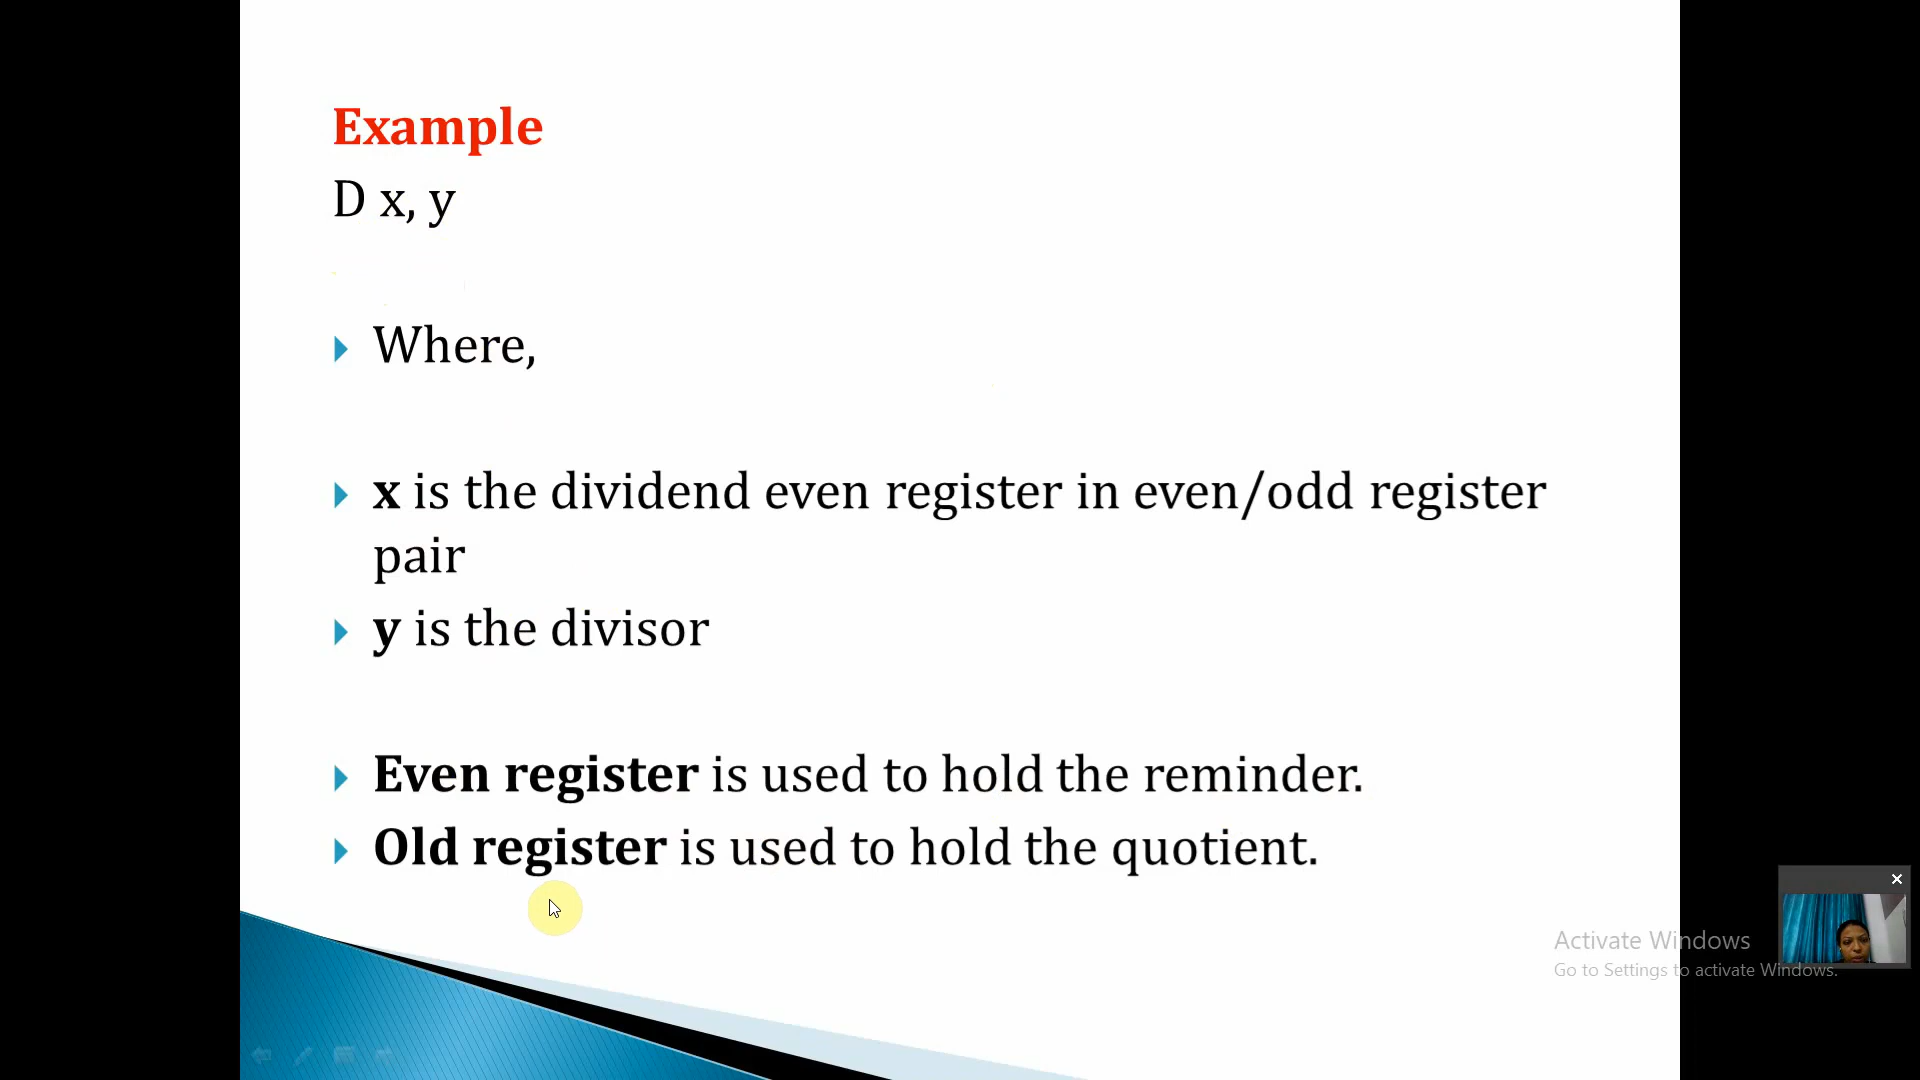 Example
D x, y
Where,
x is the dividend even register in even/odd register
pair
y is the divisor
Even register is used to hold the reminder.
Old register is used to hold the quotient.
Activate Windows
Go to Settings to activate Windows.